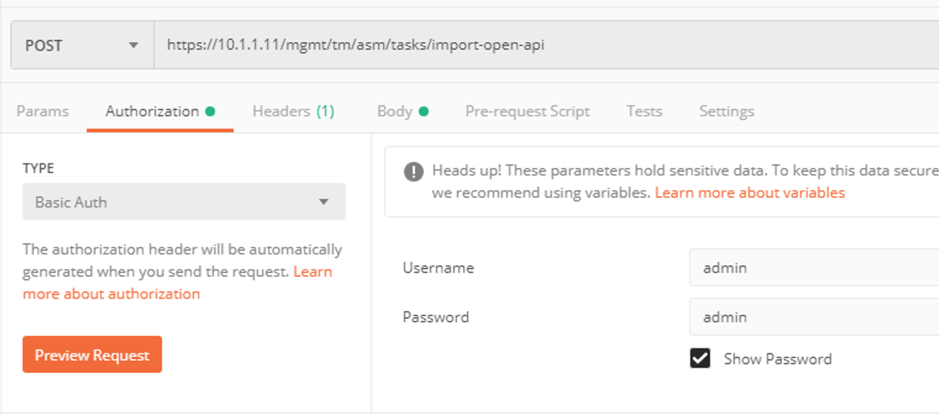 POST
https://10.1.1.11/mgmt/tm/asm/tasks/import-open-api
Params
Authorization
Headers (1)
Body
Pre-request Script
Tests
Settings
TYPE
Basic Auth
The authorization header will be automatically
generated when you send the request. Learn
more about authorization
Preview Request
Heads up! These parameters hold sensitive data. To keep this data secure
we recommend using variables. Learn more about variables
Username
admin
Password
admin
Show Password